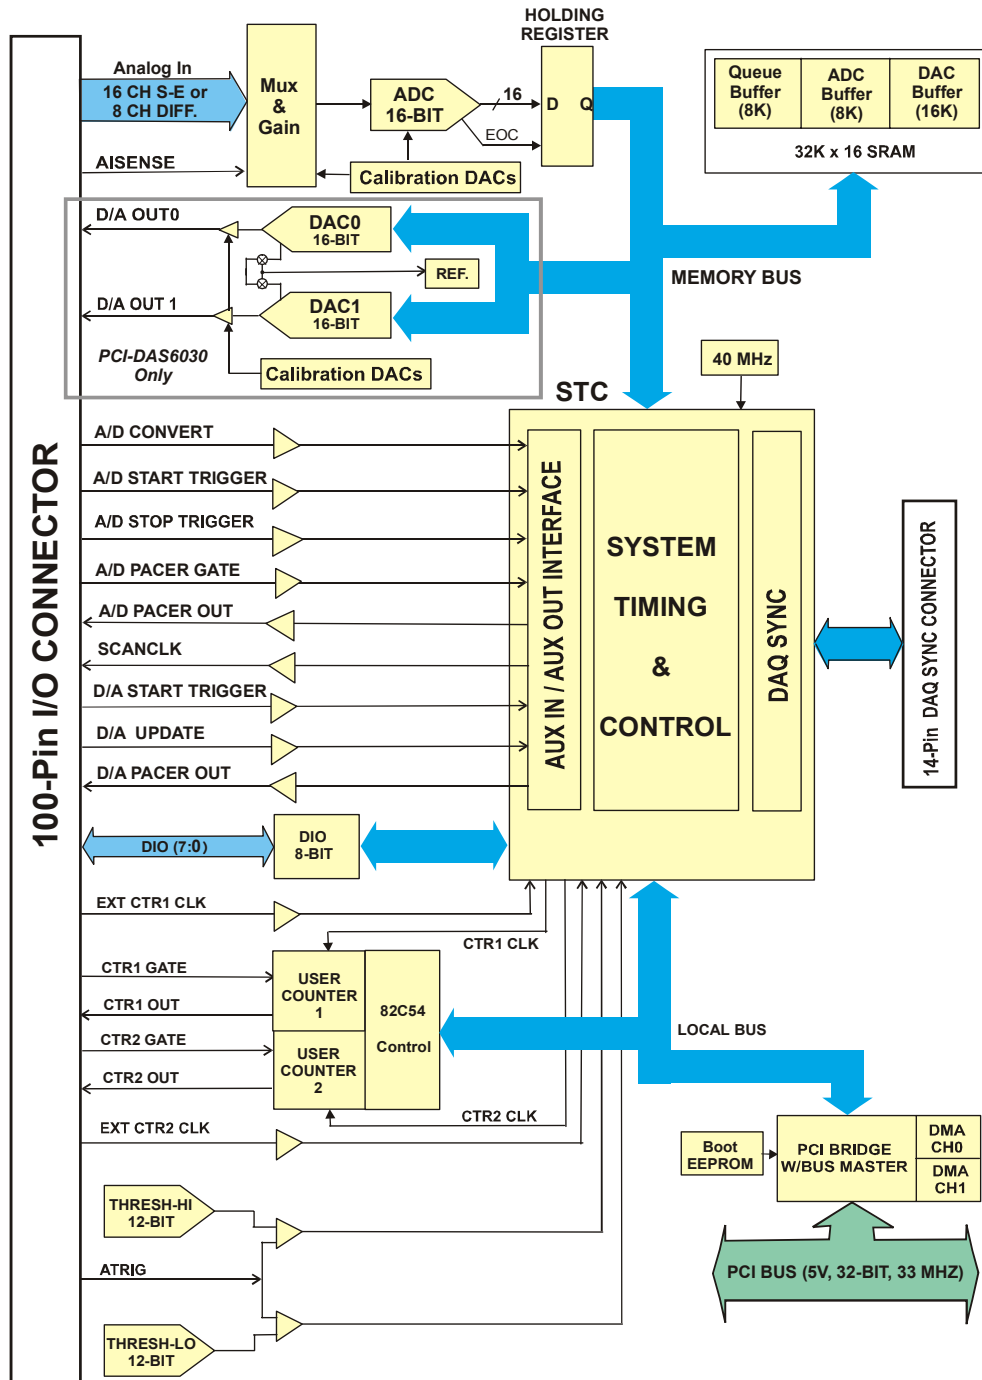 HOLDING
REGISTER
Analog In
16 CH S-E or
8 CH DIFF.
Mux
&
Gain
ADC
16-BIT
16
EOC
D Q
Queue
Buffer
(8K)
ADC
Buffer
(8K)
DAC
Buffer
(16K)
32K x 16 SRAM
AISENSE
Calibration DACs
D/A OUT0
DAC0
16-BIT
REF.
MEMORY BUS
D/A OUT 1
DAC1
16-BIT
PCI-DAS6030
Only
Calibration DACs
40 MHz
STC
100-Pin I/O CONNECTOR
A/D CONVERT
A/D START TRIGGER
A/D STOP TRIGGER
A/D PACER GATE
A/D PACER OUT
SCANCLK
D/A START TRIGGER
D/A UPDATE
D/A PACER OUT
AUX IN / AUX OUT INTERFACE
SYSTEM
TIMING
&
CONTROL
DAQ SYNC
14-Pin DAQ SYNC CONNECTOR
DIO (7:0)
DIO
8-BIT
EXT CTR1 CLK
CTR1 CLK
CTR1 GATE
CTR1 OUT
CTR2 GATE
CTR2 OUT
USER
COUNTER
1
USER
COUNTER
2
82C54
Control
LOCAL BUS
CTR2 CLK
EXT CTR2 CLK
Boot
EEPROM
PCI BRIDGE
W/BUS MASTER
DMA
CH0
DMA
CH1
THRESH-HI
12-BIT
ATRIG
THRESH-LO
12-BIT
PCI BUS (5V, 32-BIT, 33 MHZ)